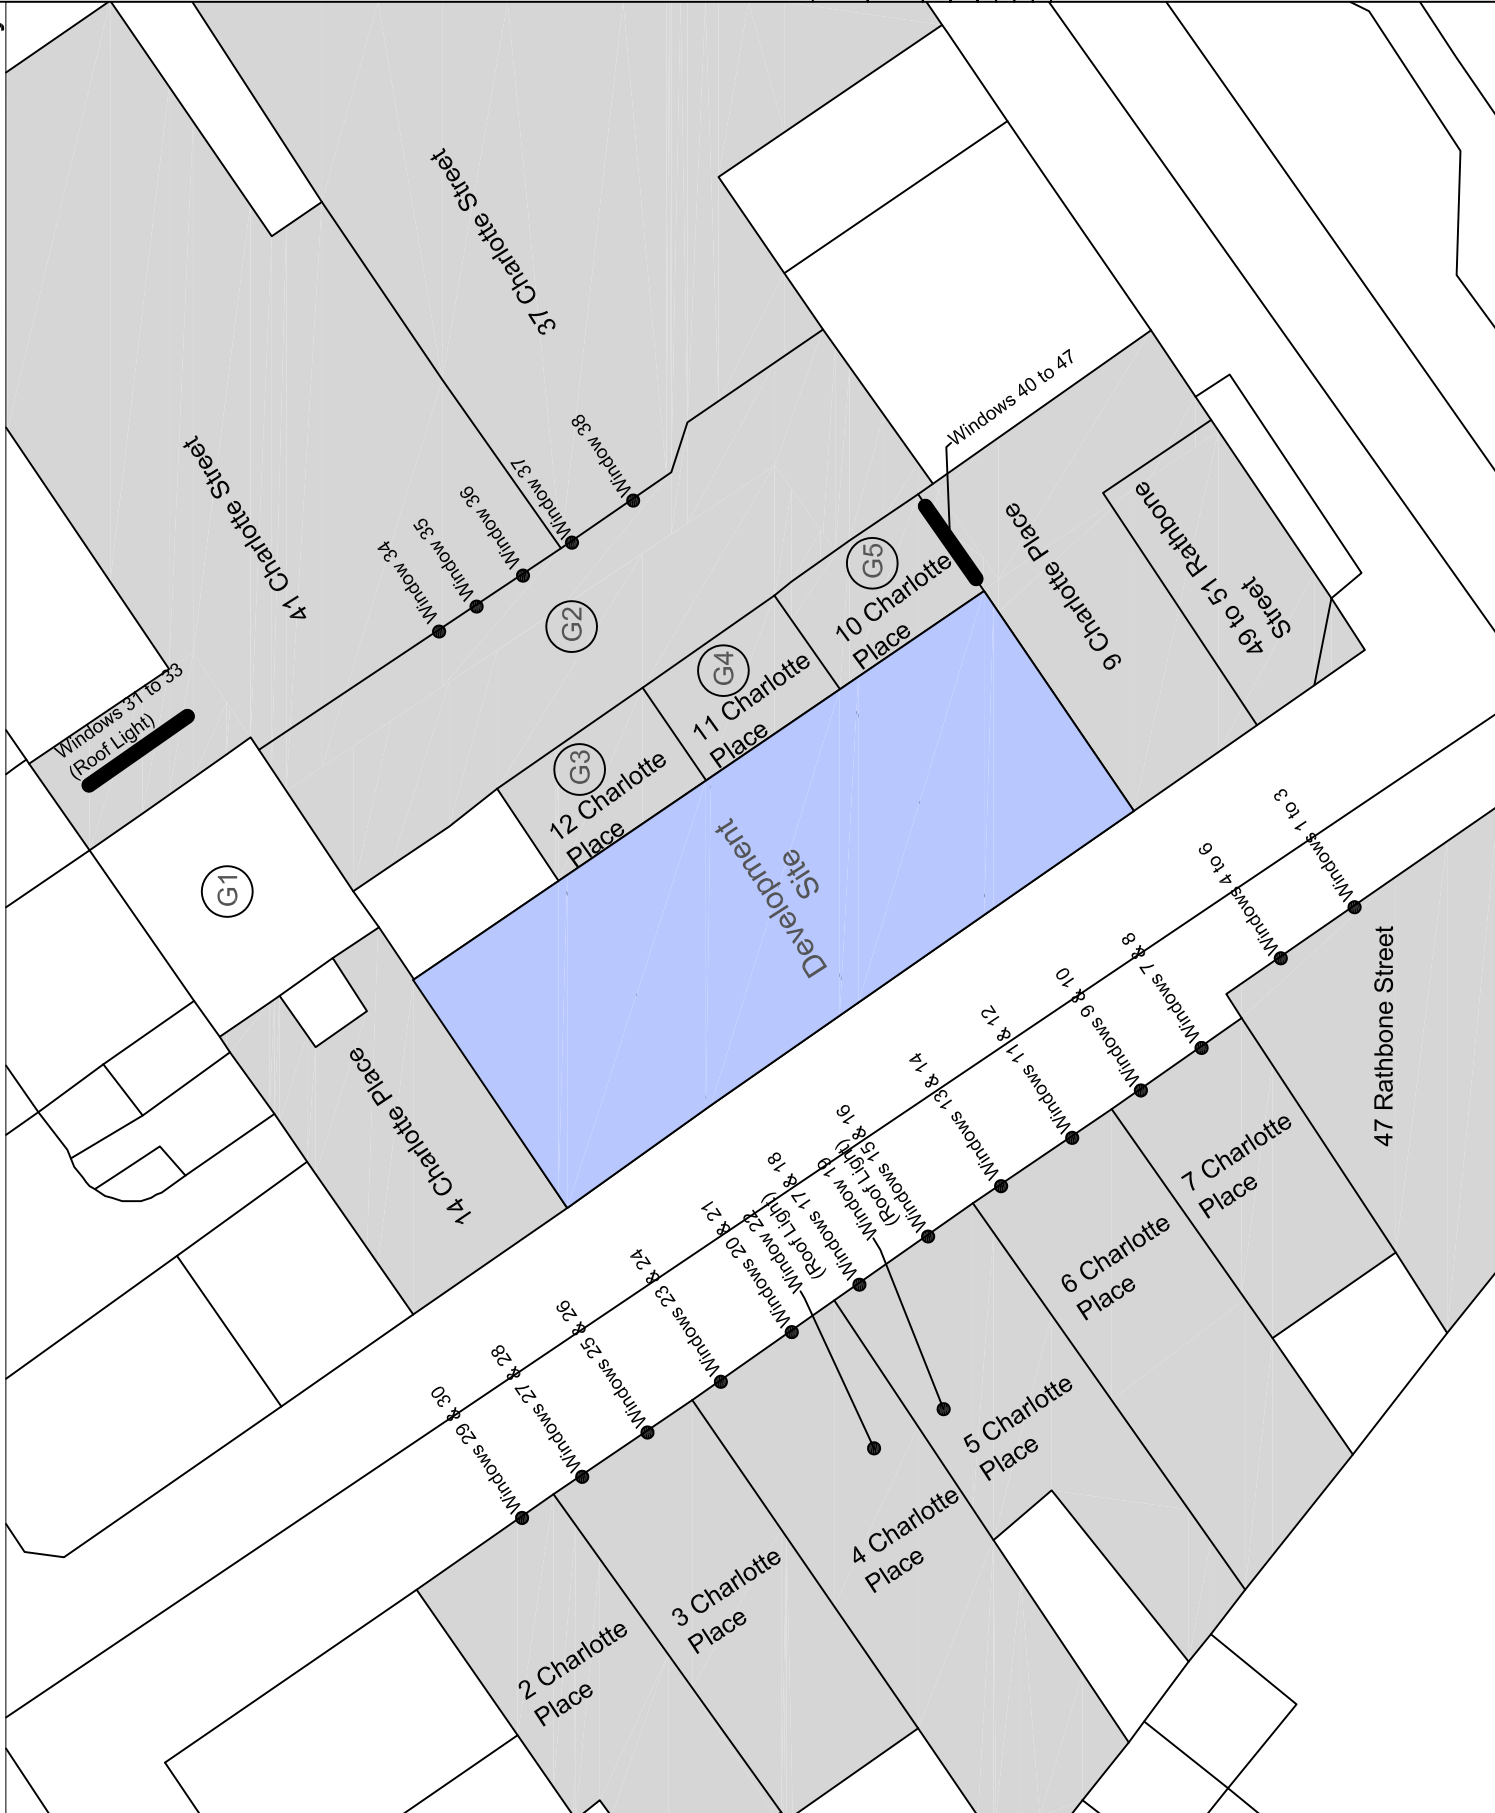 37 Charlotte Street
41 Charlotte Street
Window 38
Window 37
Window 36
Window 35
Window 34
Windows 40 to 47
Windows 31 to 33
(Roof Light)
G1
G2
G3
G4
G5
10 Charlotte
Place
11 Charlotte
Place
12 Charlotte
Place
9 Charlotte Place
49 to 51 Rathbone
Street
Development
Site
14 Charlotte Place
Windows 1 to 3
Windows 4 to 6
Windows 7 & 8
Windows 9 & 10
Windows 11 & 12
Windows 13 & 14
Windows 15 & 16
Window 19
(Roof Light)
Windows 17 & 18
Window 22
(Roof Light)
Windows 20 & 21
Windows 23 & 24
Windows 25 & 26
Windows 27 & 28
Windows 29 & 30
47 Rathbone Street
7 Charlotte
Place
6 Charlotte
Place
5 Charlotte
Place
4 Charlotte
Place
3 Charlotte
Place
2 Charlotte
Place